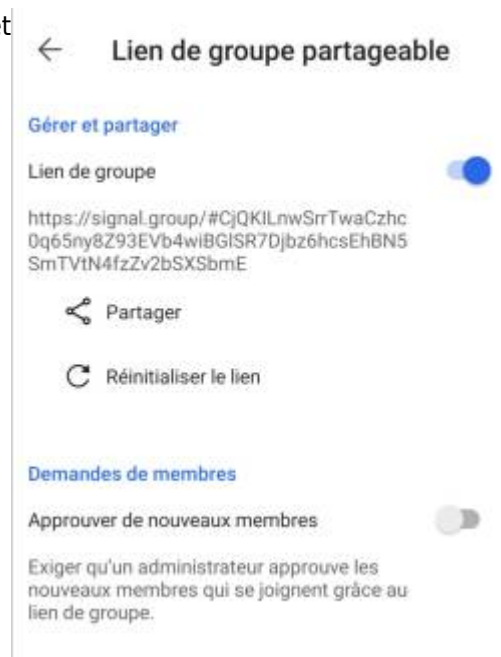 et
Lien de groupe partageable
Gérer et partager
Lien de groupe
https://signal.group/#CjQKILnwSrrTwaCzhc
0q65ny8Z93EVb4wiBGlSR7Djbz6hcsEhBN5
SmTVtN4fzZv2bSXSbmE
Partager
Réinitialiser le lien
Demandes de membres
Approuver de nouveaux membres
Exiger qu'un administrateur approuve les
nouveaux membres qui se joignent grâce au
lien de groupe.